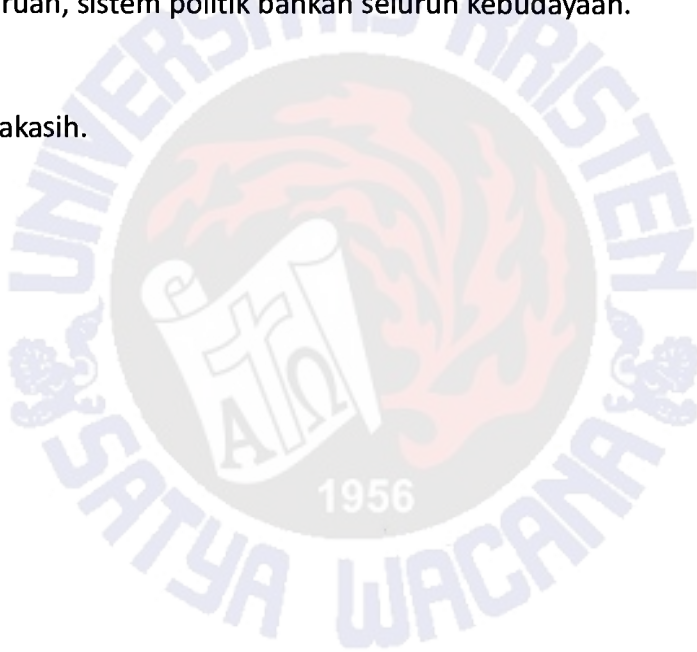 ruan, sistem politik bahkan seluruh kebudayaan.
akasih.
UNIVERSITAS KRISTEN
A Ω
1956
SATYA WACANA